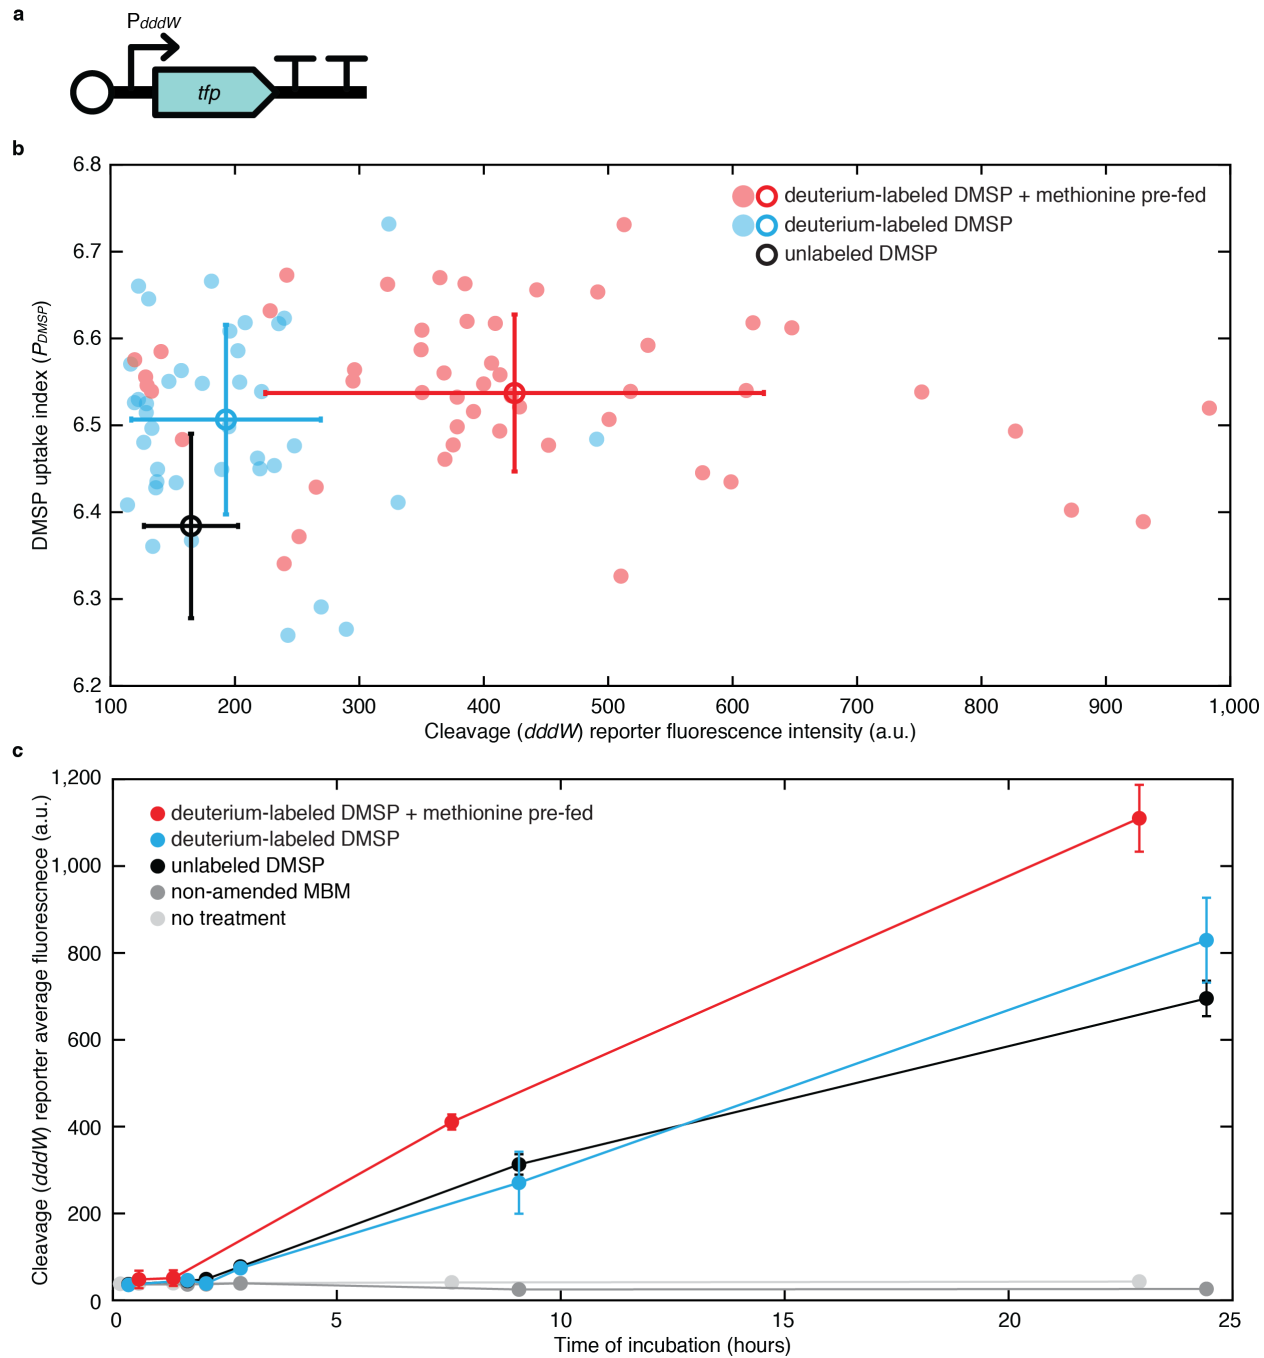 a
PdddW
tfp
b
6.8
6.7
6.6
6.5
6.4
6.3
6.2
DMSP uptake index (PDMSP)
deuterium-labeled DMSP + methionine pre-fed
deuterium-labeled DMSP
unlabeled DMSP
100 200 300 400 500 600 700 800 900 1,000
Cleavage (dddW) reporter fluorescence intensity (a.u.)
c
1,200
1,000
800
600
400
200
0
Cleavage (dddW) reporter average fluorescnece (a.u.)
deuterium-labeled DMSP + methionine pre-fed
deuterium-labeled DMSP
unlabeled DMSP
non-amended MBM
no treatment
0 5 10 15 20 25
Time of incubation (hours)